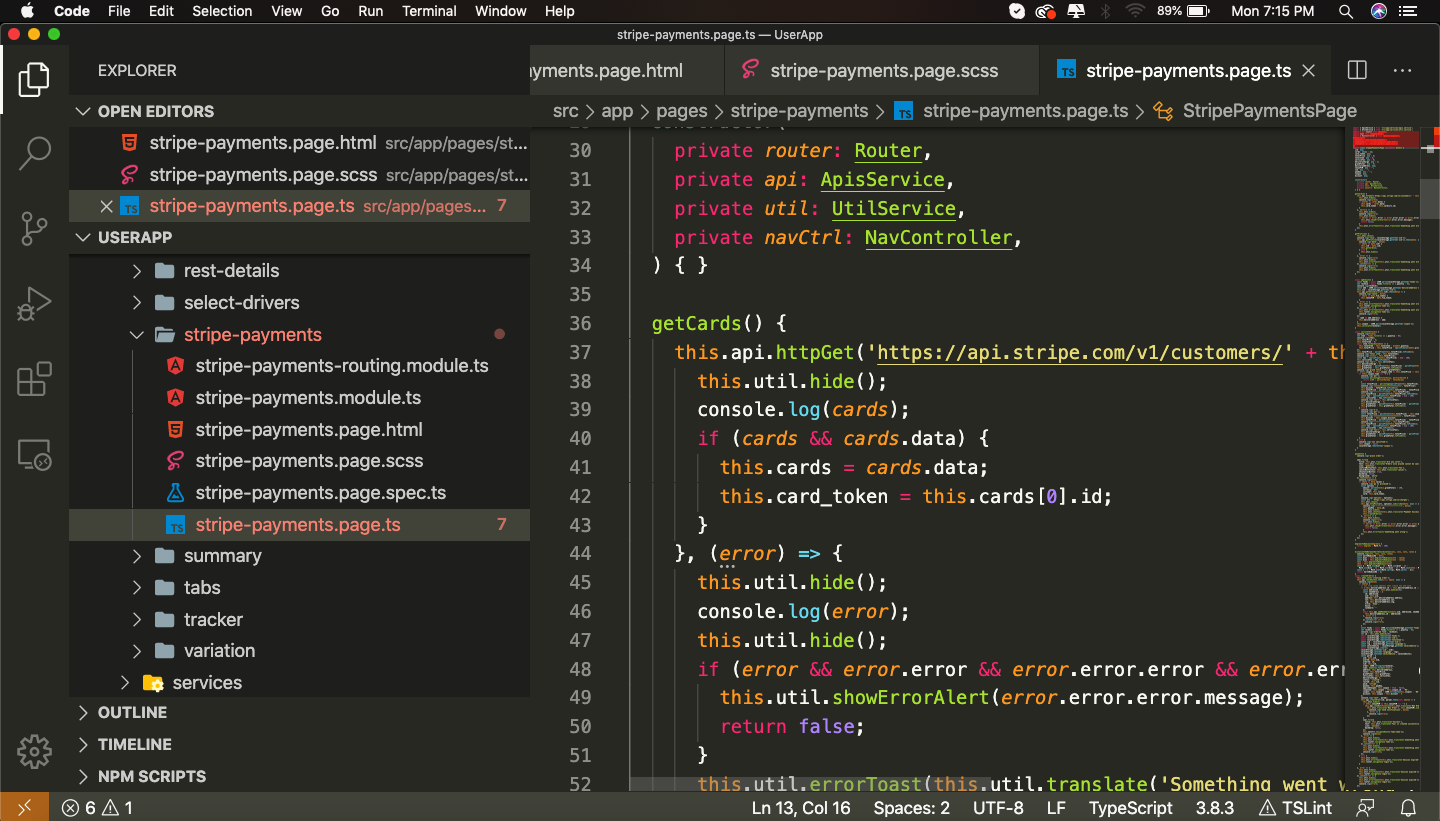 Code File Edit Selection View Go Run Terminal Window Help 89% Mon 7:15 PM
stripe-payments.page.ts — UserApp
EXPLORER
OPEN EDITORS
stripe-payments.page.html src/app/pages/st...
stripe-payments.page.scss src/app/pages/st...
stripe-payments.page.ts src/app/pages... 7
USERAPP
rest-details
select-drivers
stripe-payments
stripe-payments-routing.module.ts
stripe-payments.module.ts
stripe-payments.page.html
stripe-payments.page.scss
stripe-payments.page.spec.ts
TS stripe-payments.page.ts 7
summary
tabs
tracker
variation
services
OUTLINE
TIMELINE
NPM SCRIPTS
yments.page.html stripe-payments.page.scss TS stripe-payments.page.ts
src > app > pages > stripe-payments > TS stripe-payments.page.ts > StripePaymentsPage
30 private router: Router,
31 private api: ApisService,
32 private util: UtilService,
33 private navCtrl: NavController,
34 ) { }
35
36 getCards() {
37 this.api.httpGet('https://api.stripe.com/v1/customers/' + th
38 this.util.hide();
39 console.log(cards);
40 if (cards && cards.data) {
41 this.cards = cards.data;
42 this.card_token = this.cards[0].id;
43 }
44 }, (error) => {
45 this.util.hide();
46 console.log(error);
47 this.util.hide();
48 if (error && error.error && error.error.error && error.err
49 this.util.showErrorAlert(error.error.error.message);
50 return false;
51 }
52 this.util.errorToast(this.util.translate('Something went
6 1 Ln 13, Col 16 Spaces: 2 UTF-8 LF TypeScript 3.8.3 TSLint